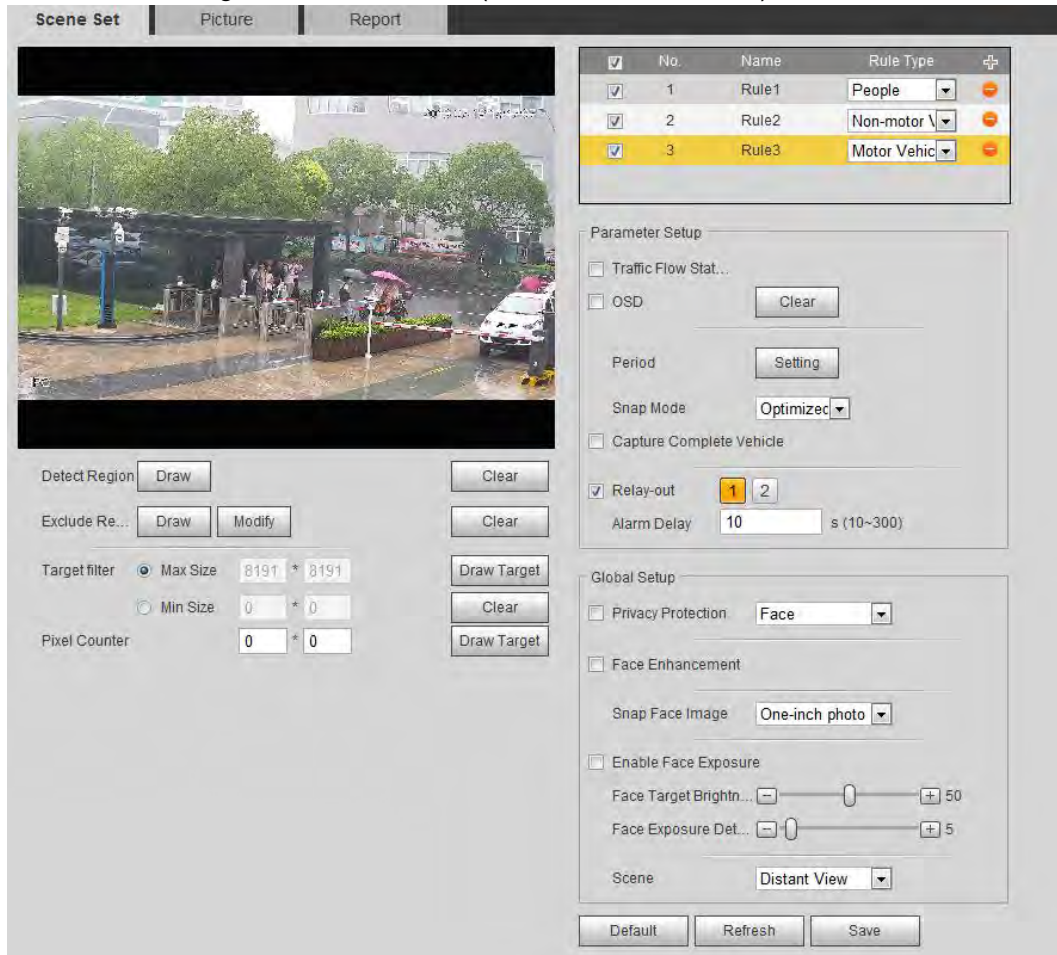 Scene Set Picture Report
No. Name Rule Type
1 Rule1 People
2 Rule2 Non-motor V
3 Rule3 Motor Vehic
Parameter Setup
Traffic Flow Stat...
OSD Clear
Period Setting
Snap Mode Optimizec
Capture Complete Vehicle
Relay-out 1 2
Alarm Delay 10 s (10~300)
Detect Region Draw Clear
Exclude Re... Draw Modify Clear
Target filter Max Size 8191 * 8191 Draw Target
Min Size 0 * 0 Clear
Pixel Counter 0 * 0 Draw Target
Global Setup
Privacy Protection Face
Face Enhancement
Snap Face Image One-inch photo
Enable Face Exposure
Face Target Brightn... 50
Face Exposure Det... 5
Scene Distant View
Default Refresh Save